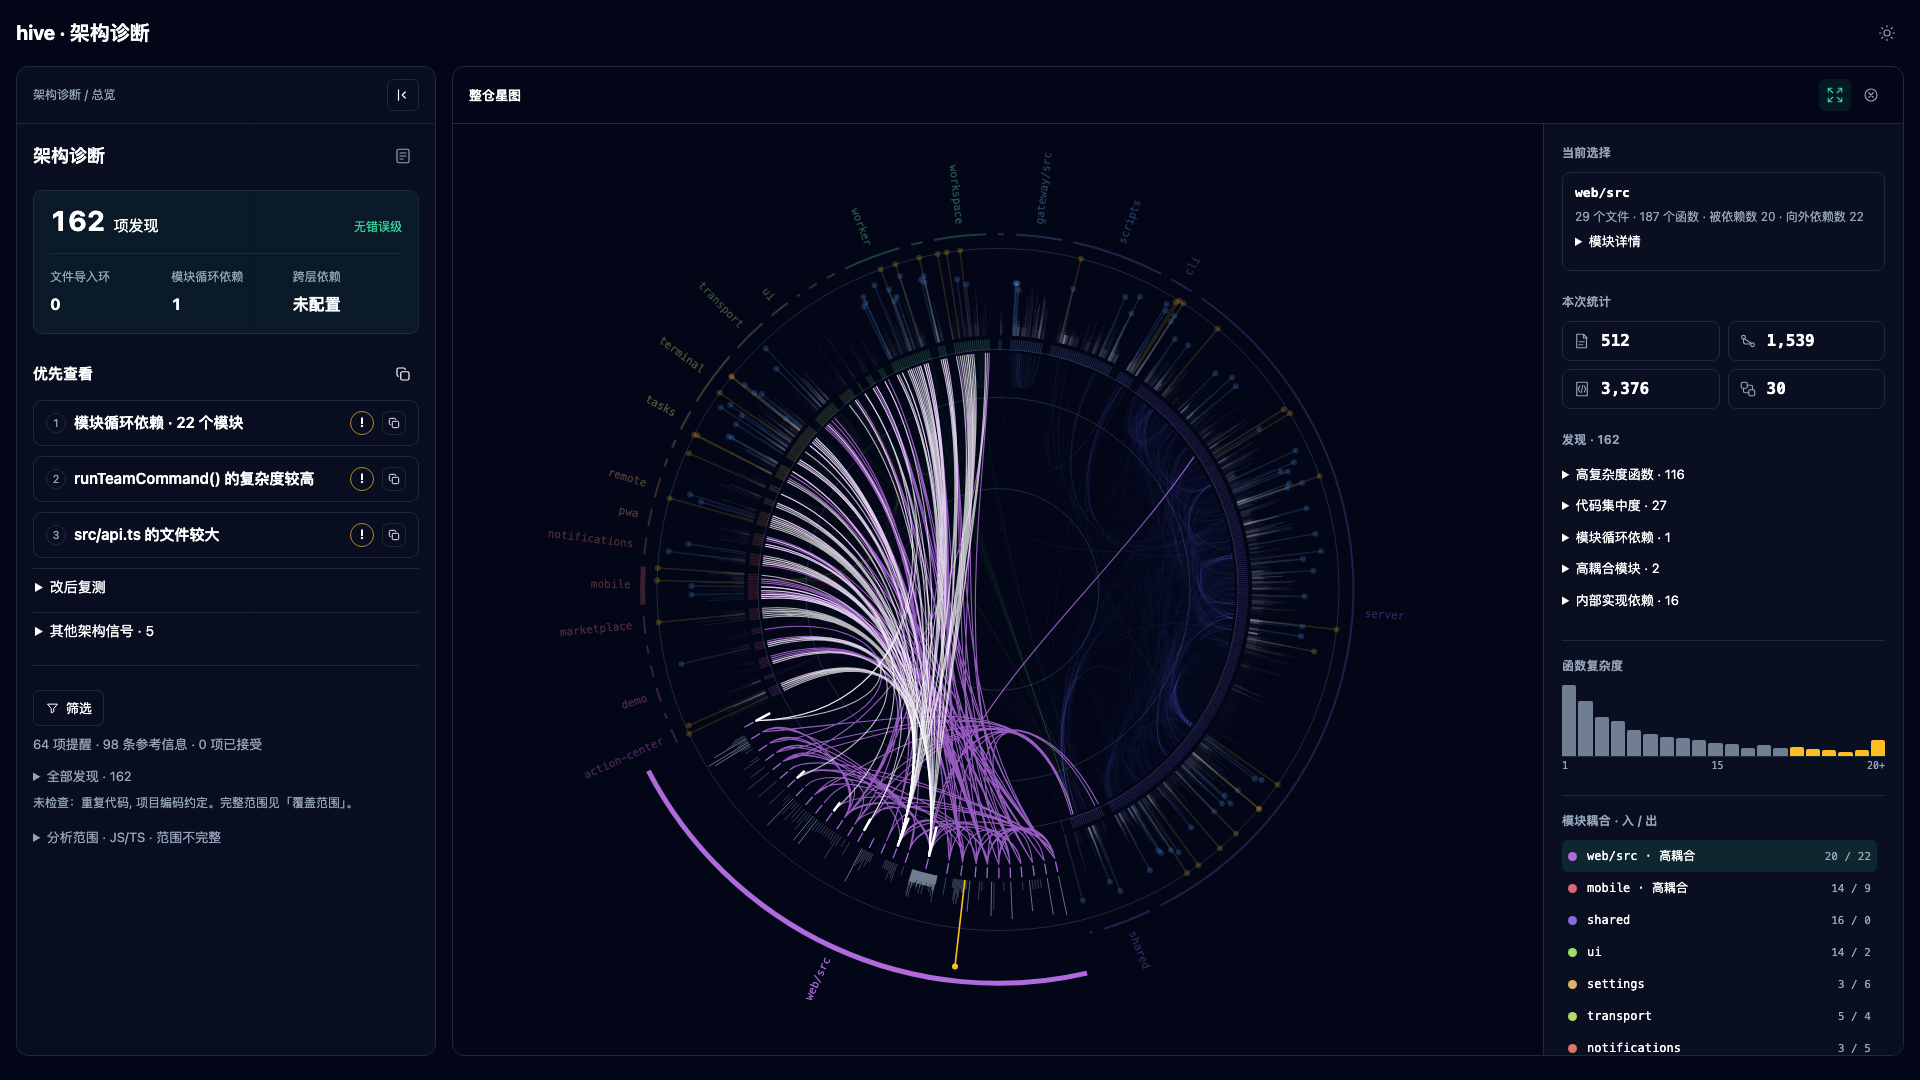 hive · 架构诊断
架构诊断 / 总览
架构诊断
162 项发现
无错误级
文件导入环
模块循环依赖
跨层依赖
0
1
未配置
优先查看
1 模块循环依赖 · 22 个模块 !
2 runTeamCommand() 的复杂度较高 !
3 src/api.ts 的文件较大 !
改后复测
其他架构信号 · 5
筛选
64 项提醒 · 98 条参考信息 · 0 项已接受
全部发现 · 162
未检查：重复代码, 项目编码约定。完整范围见「覆盖范围」。
分析范围 · JS/TS · 范围不完整
整仓星图
workspace
gateway/src
scripts
cli
worker
ui
transport
terminal
tasks
remote
pwa
notifications
mobile
marketplace
demo
action-center
web/src
shared
server
当前选择
web/src
29 个文件 · 187 个函数 · 被依赖数 20 · 向外依赖数 22
模块详情
本次统计
512
1,539
3,376
30
发现 · 162
高复杂度函数 · 116
代码集中度 · 27
模块循环依赖 · 1
高耦合模块 · 2
内部实现依赖 · 16
函数复杂度
1
15
20+
模块耦合 · 入 / 出
web/src · 高耦合 20 / 22
mobile · 高耦合 14 / 9
shared 16 / 0
ui 14 / 2
settings 3 / 6
transport 5 / 4
notifications 3 / 5